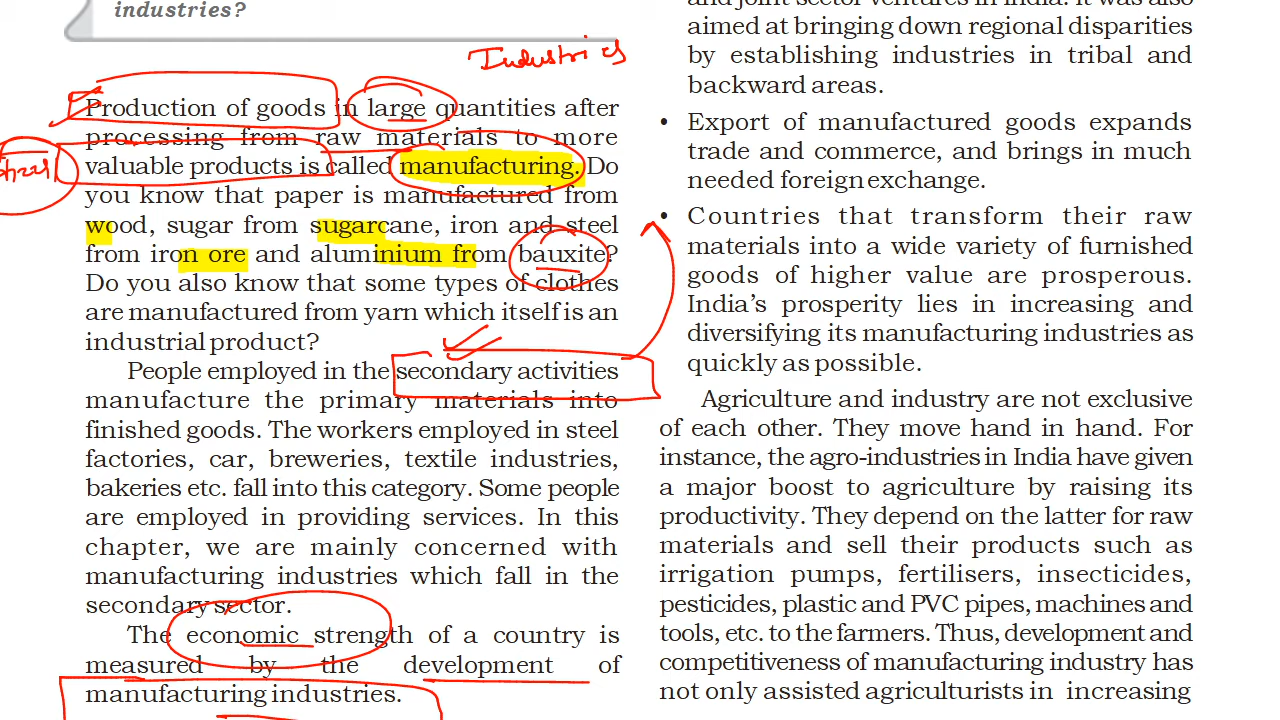 industries?
Industries
Production of goods in large quantities after
processing from raw materials to more
valuable products is called manufacturing. Do
you know that paper is manufactured from
wood, sugar from sugarcane, iron and steel
from iron ore and aluminium from bauxite?
Do you also know that some types of clothes
are manufactured from yarn which itself is an
industrial product?
People employed in the secondary activities
manufacture the primary materials into
finished goods. The workers employed in steel
factories, car, breweries, textile industries,
bakeries etc. fall into this category. Some people
are employed in providing services. In this
chapter, we are mainly concerned with
manufacturing industries which fall in the
secondary sector.
The economic strength of a country is
measured by the development of
manufacturing industries.
and joint sector ventures in India. It was also
aimed at bringing down regional disparities
by establishing industries in tribal and
backward areas.
• Export of manufactured goods expands
trade and commerce, and brings in much
needed foreign exchange.
• Countries that transform their raw
materials into a wide variety of furnished
goods of higher value are prosperous.
India's prosperity lies in increasing and
diversifying its manufacturing industries as
quickly as possible.
Agriculture and industry are not exclusive
of each other. They move hand in hand. For
instance, the agro-industries in India have given
a major boost to agriculture by raising its
productivity. They depend on the latter for raw
materials and sell their products such as
irrigation pumps, fertilisers, insecticides,
pesticides, plastic and PVC pipes, machines and
tools, etc. to the farmers. Thus, development and
competitiveness of manufacturing industry has
not only assisted agriculturists in increasing